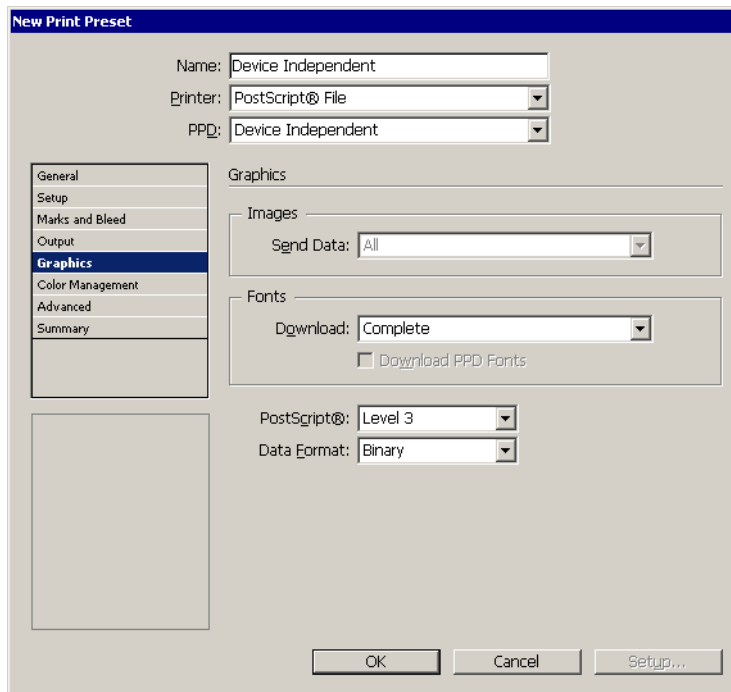 New Print Preset
Name: Device Independent
Printer: PostScript® File
PPD: Device Independent
General
Setup
Marks and Bleed
Output
Graphics
Color Management
Advanced
Summary
Graphics
Images
Send Data: All
Fonts
Download: Complete
Download PPD Fonts
PostScript®: Level 3
Data Format: Binary
OK Cancel Setup...